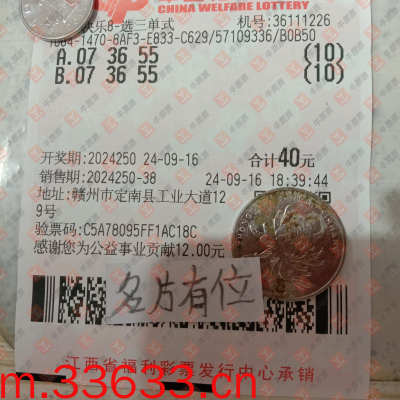 CHINA WELFARE LOTTERY
快乐8-选三单式 机号:36111226
-1470-8AF3-E833-C629/57109336/B0B50
A.07 36 55 (10)
B.07 36 55 (10)
开奖期:2024250 24-09-16 合计40元
销售期:2024250-38 24-09-16 18:39:44
地址:赣州市定南县工业大道12
9号
验票码:C5A78095FF1AC18C
感谢您为公益事业贡献12.00元
名片有位
江西省福利彩票发行中心承销
m.33633.cn